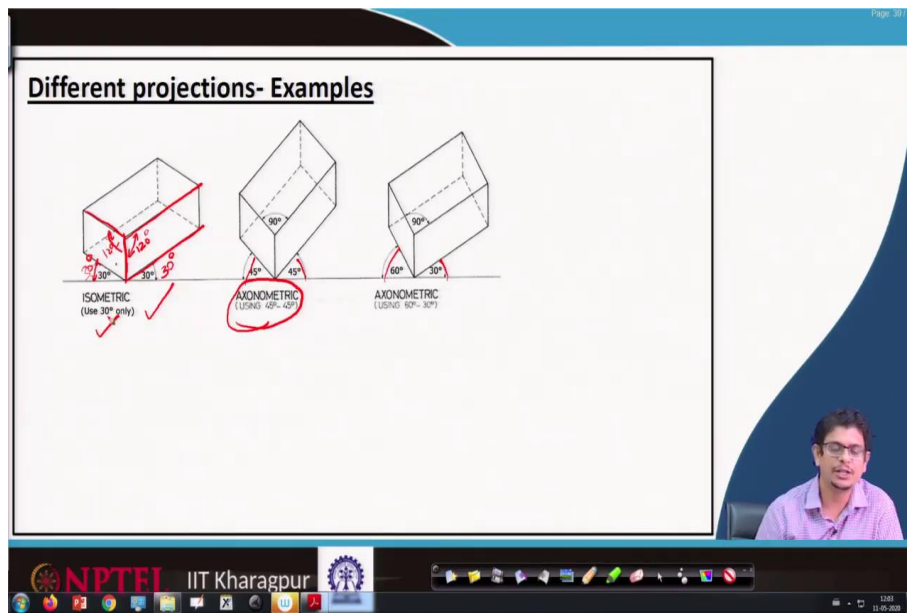 Page: 39 /
Different projections- Examples
90°
90°
120°
120°
30°
30°
30°
30°
45°
45°
60°
30°
ISOMETRIC
(Use 30° only)
AXONOMETRIC
(USING 45°- 45°)
AXONOMETRIC
(USING 60°- 30°)
NPTEL
IIT Kharagpur
12:03
11-05-2020